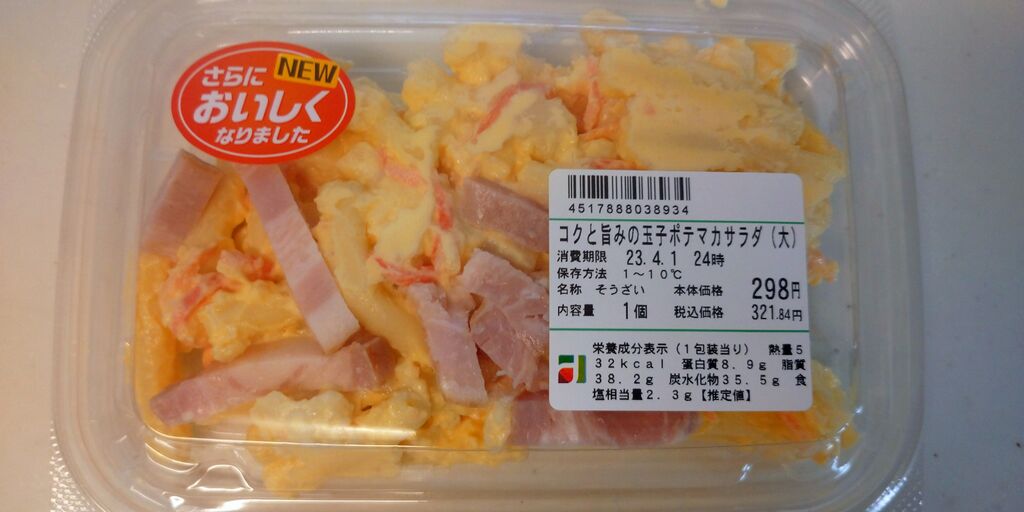 NEW
さらに
おいしく
なりました
4517888038934
コクと旨みの玉子ポテマカサラダ（大）
消費期限 23.4.1 24時
保存方法 1～10℃
名称 そうざい 本体価格 298円
内容量 1個 税込価格 321.84円
栄養成分表示（1包装当り） 熱量5
32kcal 蛋白質8.9g 脂質
38.2g 炭水化物35.5g 食
塩相当量2.3g【推定値】